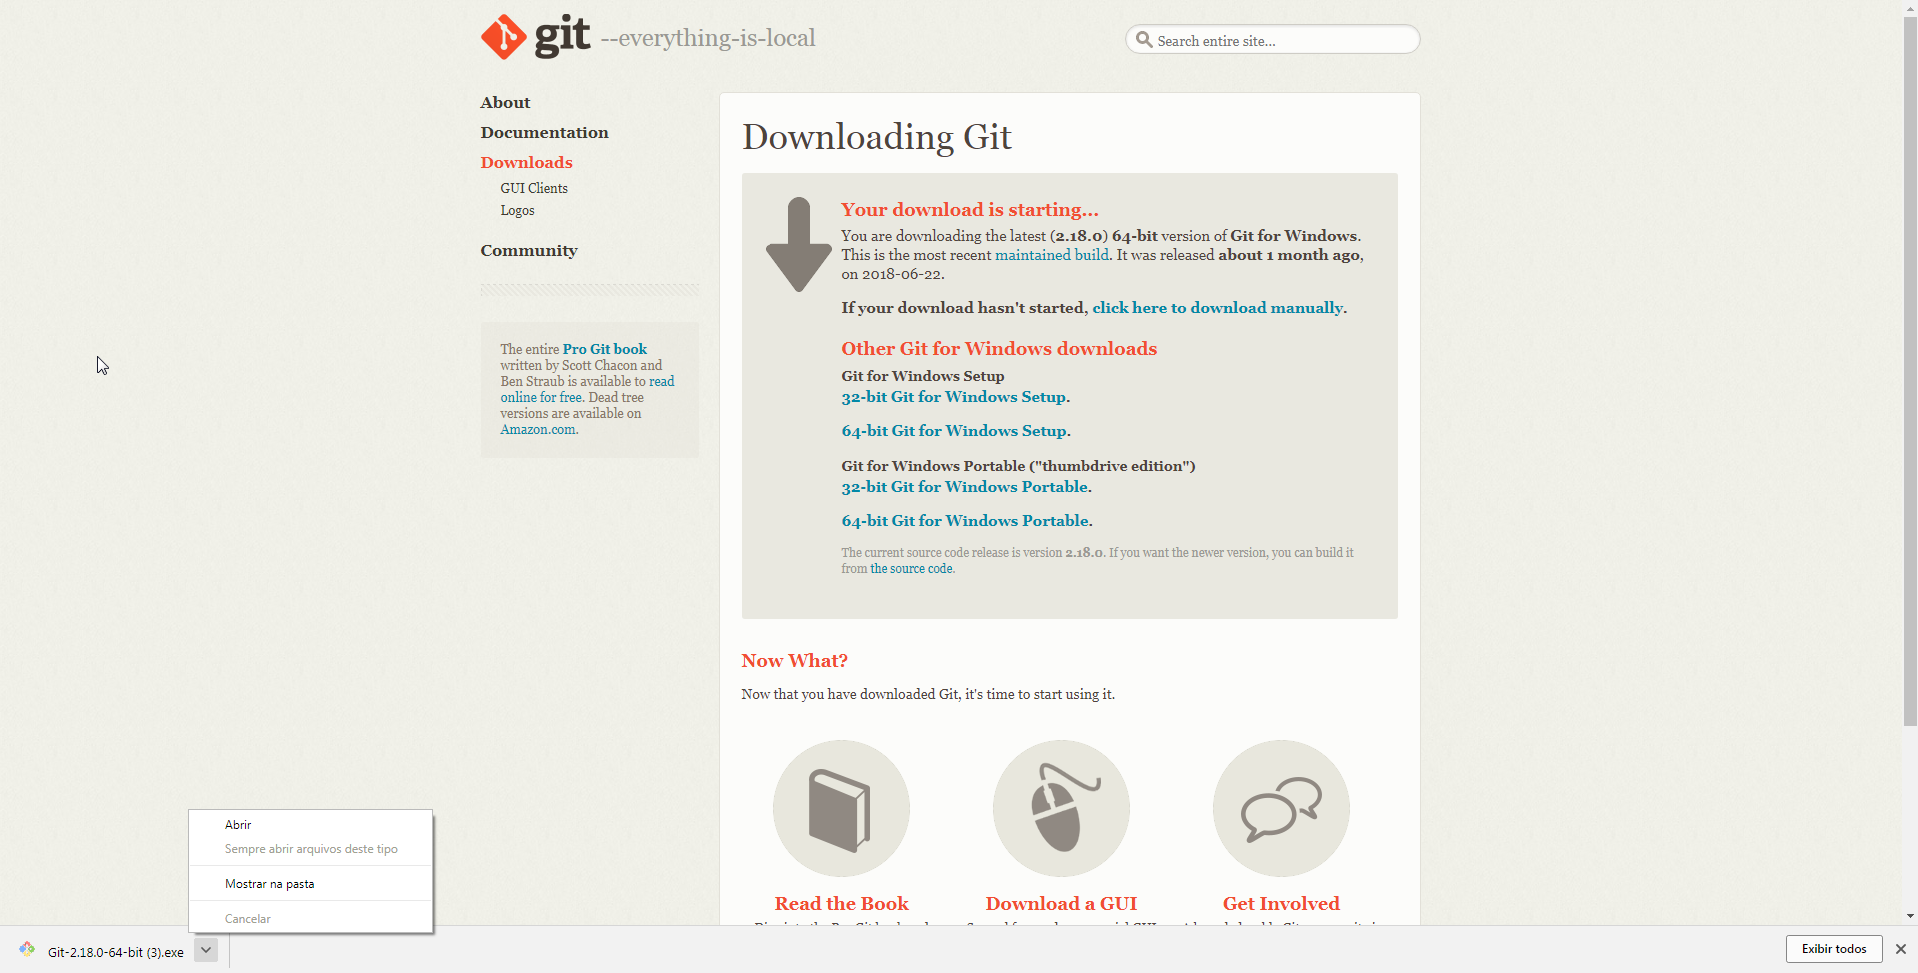 git --everything-is-local
Search entire site...
About
Documentation
Downloads
GUI Clients
Logos
Community
The entire Pro Git book
written by Scott Chacon and
Ben Straub is available to read
online for free. Dead tree
versions are available on
Amazon.com.
Downloading Git
Your download is starting...
You are downloading the latest (2.18.0) 64-bit version of Git for Windows.
This is the most recent maintained build. It was released about 1 month ago,
on 2018-06-22.
If your download hasn't started, click here to download manually.
Other Git for Windows downloads
Git for Windows Setup
32-bit Git for Windows Setup.
64-bit Git for Windows Setup.
Git for Windows Portable ("thumbdrive edition")
32-bit Git for Windows Portable.
64-bit Git for Windows Portable.
The current source code release is version 2.18.0. If you want the newer version, you can build it
from the source code.
Now What?
Now that you have downloaded Git, it's time to start using it.
Read the Book
Download a GUI
Get Involved
Abrir
Sempre abrir arquivos deste tipo
Mostrar na pasta
Cancelar
Git-2.18.0-64-bit (3).exe
Exibir todos